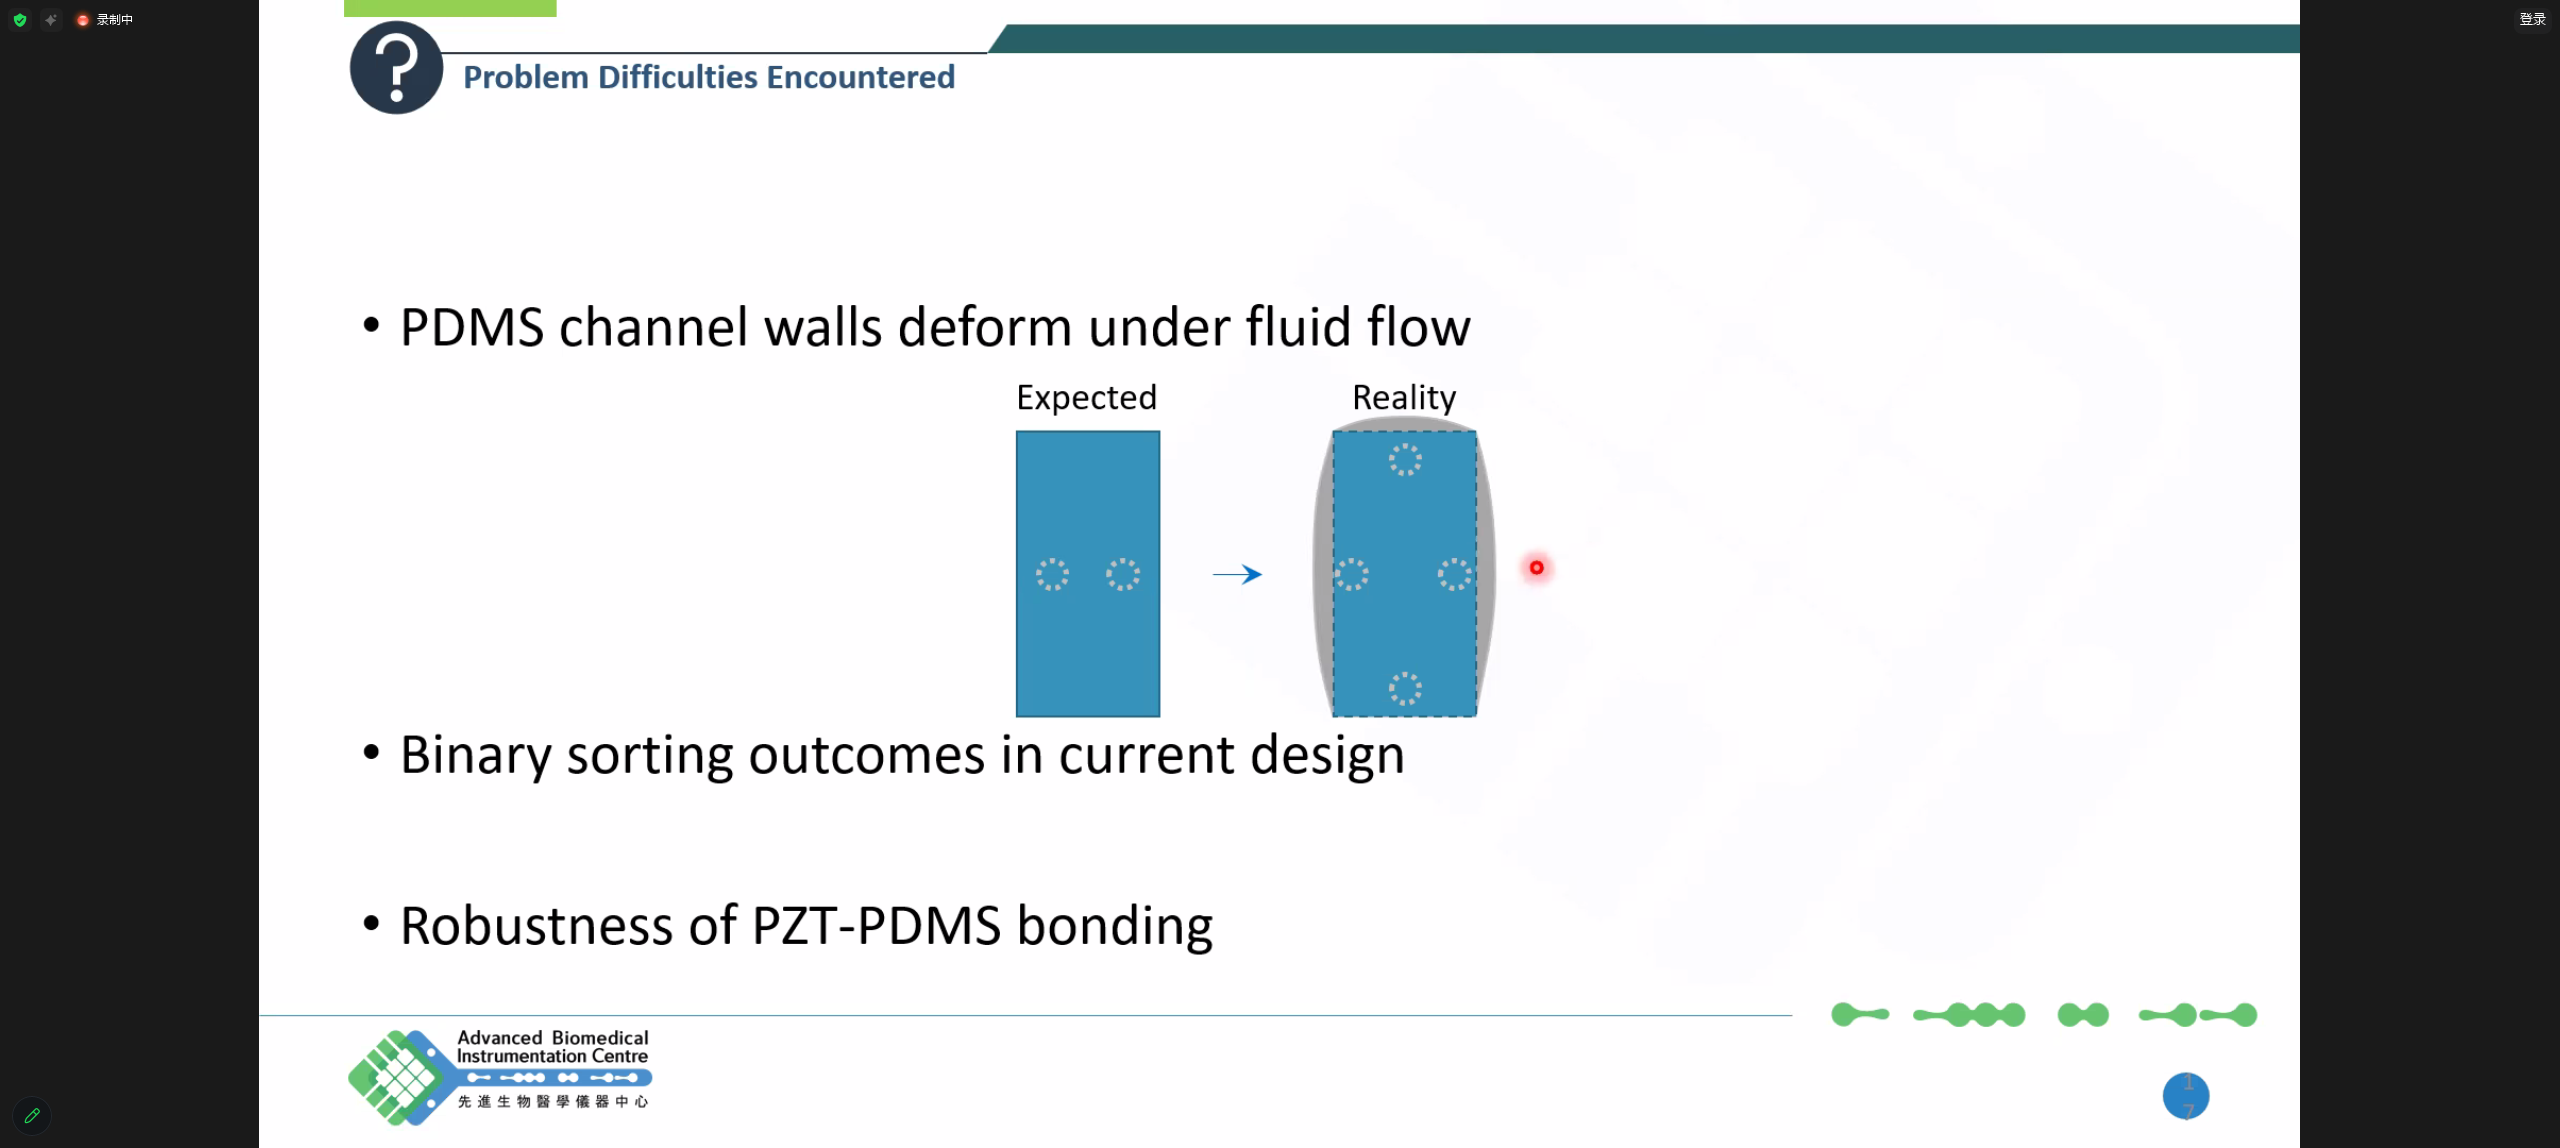 录制中
登录
Problem Difficulties Encountered
• PDMS channel walls deform under fluid flow
Expected
Reality
• Binary sorting outcomes in current design
• Robustness of PZT-PDMS bonding
Advanced Biomedical
Instrumentation Centre
先進生物醫學儀器中心
1
7